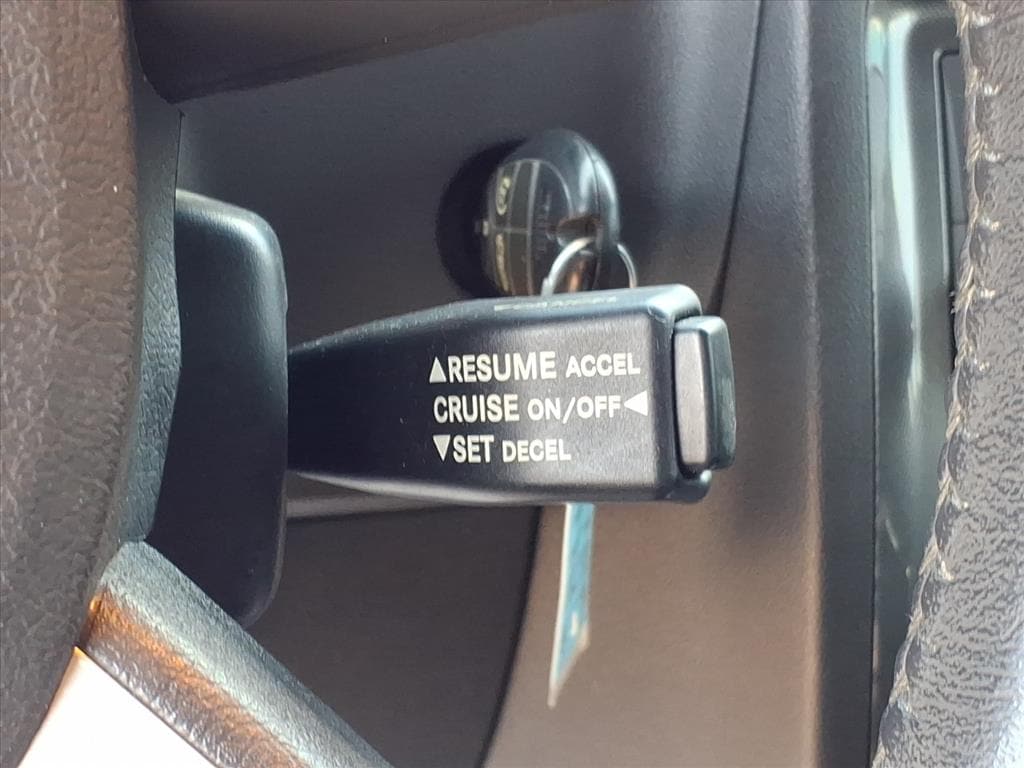 ▲RESUME ACCEL
CRUISE ON/OFF◀
▼SET DECEL